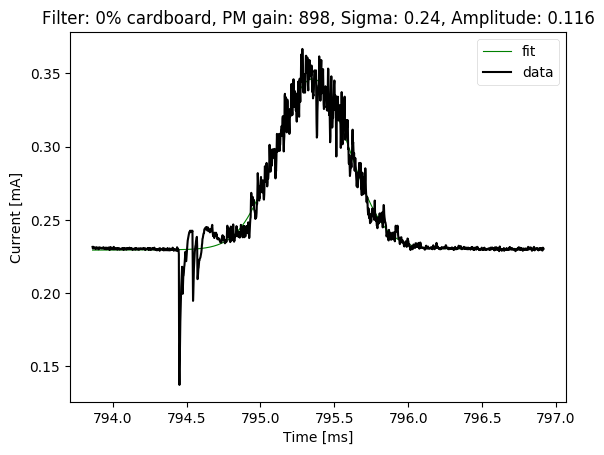 Filter: 0% cardboard, PM gain: 898, Sigma: 0.24, Amplitude: 0.116
fit
data
0.35
0.30
0.25
0.20
0.15
Current [mA]
794.0 794.5 795.0 795.5 796.0 796.5 797.0
Time [ms]